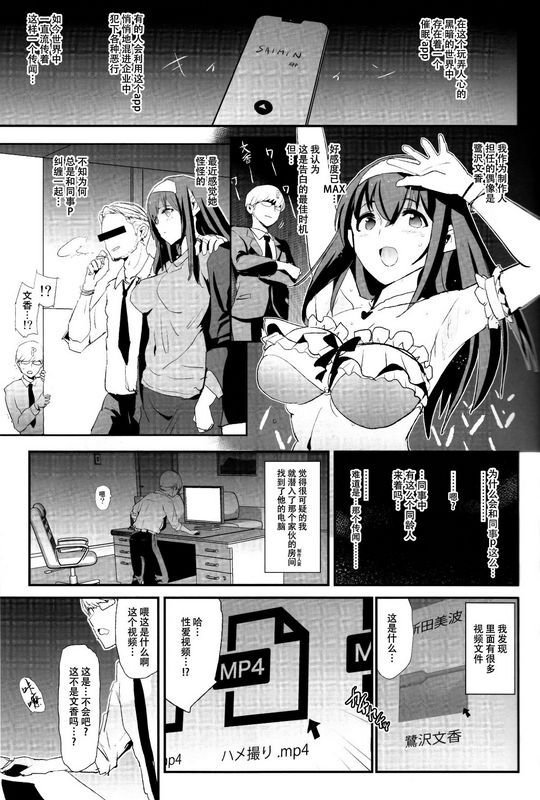 在这个玩弄人心的
黑暗的世界中
存在着一个
催眠app
SAIMIN
APP
有的人会利用这个app
悄悄地混进企业中
犯下各种恶行
如今世界中
一直流传着
这样一个传闻…
我作为制作人
担任的偶像是
鹭沢文香
好感度已
MAX…
我认为
这是告白的最佳时机
但…
文香…
最近感觉她
怪怪的
不知为何
总是和同事P
纠缠一起…
!?
文香…!?
为什么会和同事P这么…
………嗯？
…同事中
有这么个同龄人
来着吗…
………
难道是…那个传闻…
………
觉得很可疑的我
就潜入了那个家伙的房间
找到了他的电脑
嗯？
我发现
里面有很多
视频文件
新田美波
鷺沢文香
这是什么…
MP4
MP4
.mp4
ハメ撮り.mp4
哈…
性爱视频…!?
喂这是什么啊
这个视频…
这是…不会吧？
这不是文香吗…？